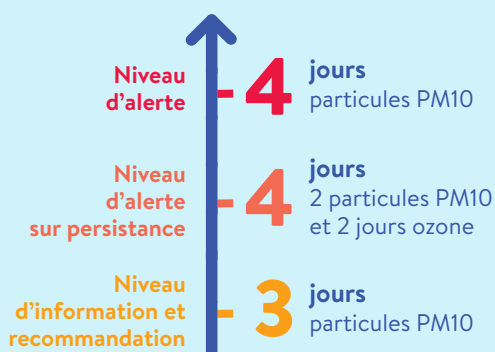 Niveau
d'alerte
4 jours
particules PM10
Niveau
d'alerte
sur persistance
4 jours
2 particules PM10
et 2 jours ozone
Niveau
d'information et
recommandation
3 jours
particules PM10